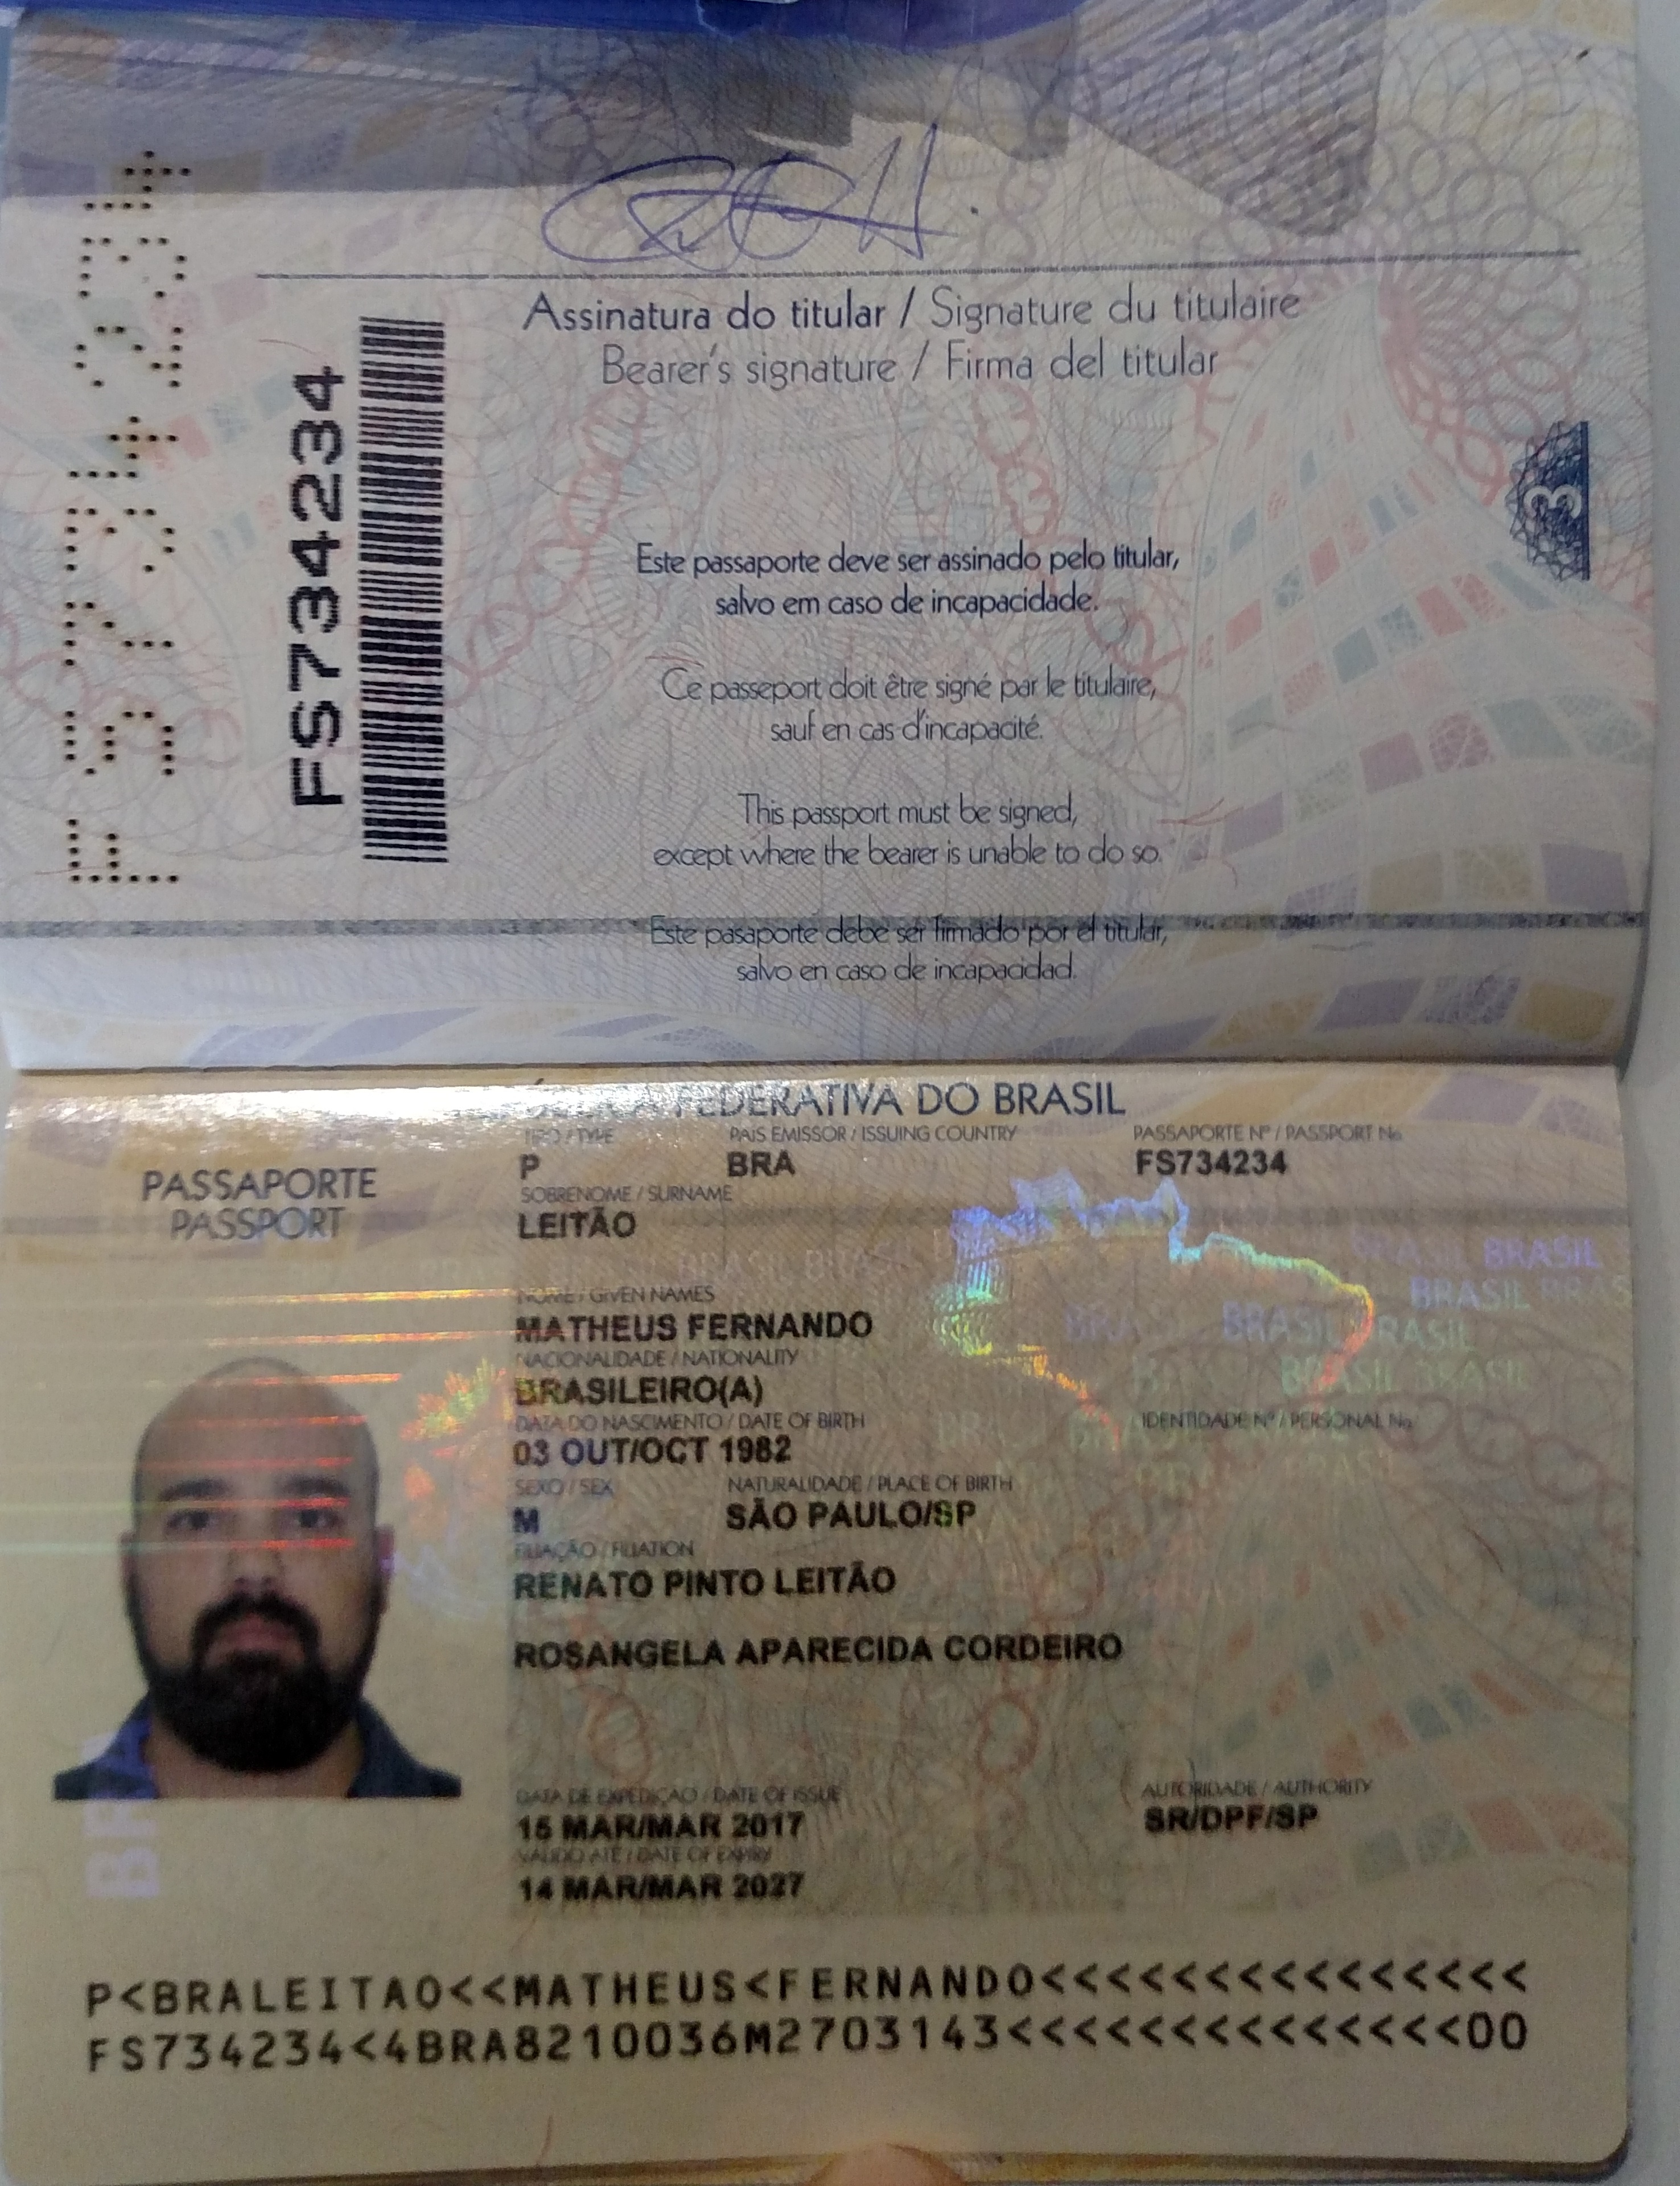 FS734234
FS734234
Assinatura do titular / Signature du titulaire
Bearer's signature / Firma del titular
3
Este passaporte deve ser assinado pelo titular,
salvo em caso de incapacidade.
Ce passeport doit être signé par le titulaire,
sauf en cas d'incapacité.
This passport must be signed,
except where the bearer is unable to do so.
Este pasaporte debe ser firmado por el titular,
salvo en caso de incapacidad.
FEDERATIVA DO BRASIL
TIPO / TYPE PAÍS EMISSOR / ISSUING COUNTRY PASSAPORTE Nº / PASSPORT No.
P BRA FS734234
PASSAPORTE
PASSPORT
SOBRENOME / SURNAME
LEITÃO
NOME / GIVEN NAMES
MATHEUS FERNANDO
NACIONALIDADE / NATIONALITY
BRASILEIRO(A)
DATA DO NASCIMENTO / DATE OF BIRTH IDENTIDADE Nº / PERSONAL No.
03 OUT/OCT 1982
SEXO / SEX NATURALIDADE / PLACE OF BIRTH
M SÃO PAULO/SP
FILIAÇÃO / FILIATION
RENATO PINTO LEITÃO
ROSANGELA APARECIDA CORDEIRO
DATA DE EXPEDIÇÃO / DATE OF ISSUE AUTORIDADE / AUTHORITY
15 MAR/MAR 2017 SR/DPF/SP
VÁLIDO ATÉ / DATE OF EXPIRY
14 MAR/MAR 2027
BRASIL BRASIL
BRASIL
BRASIL BRASIL
BRASIL BRASIL
P<BRALEITAO<<MATHEUS<FERNANDO<<<<<<<<<<<<<<<
FS734234<4BRA8210036M2703143<<<<<<<<<<<<<<00